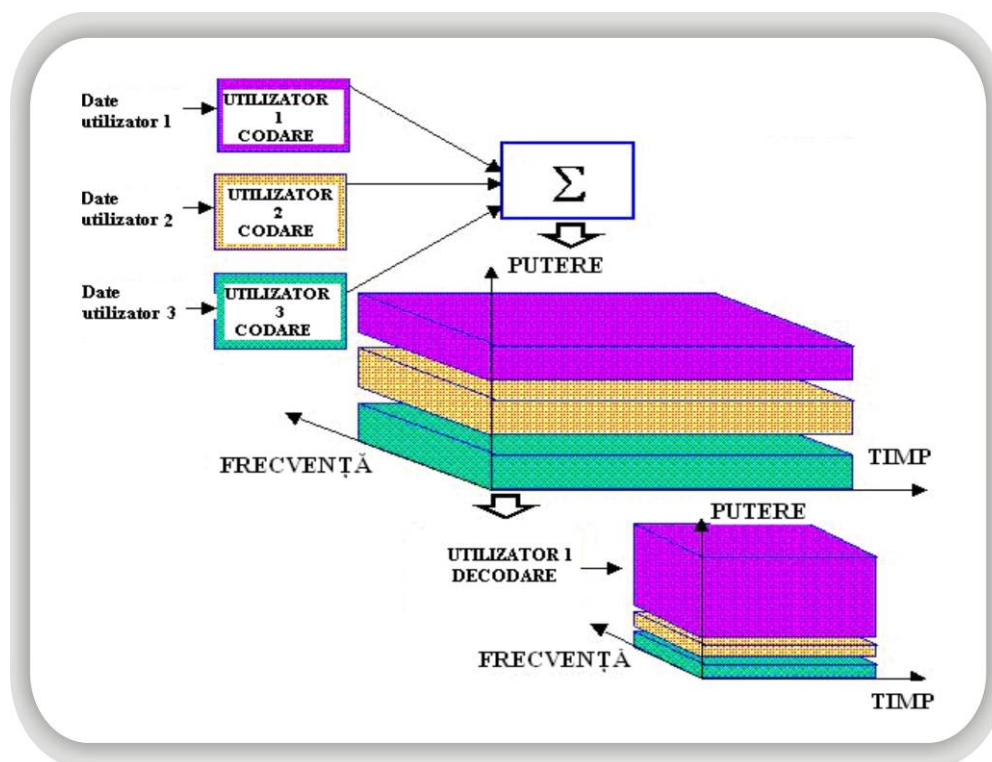 Date
utilizator 1
UTILIZATOR
1
CODARE
Σ
Date
utilizator 2
UTILIZATOR
2
CODARE
PUTERE
Date
utilizator 3
UTILIZATOR
3
CODARE
FRECVENȚĂ
TIMP
PUTERE
UTILIZATOR 1
DECODARE
FRECVENȚĂ
TIMP